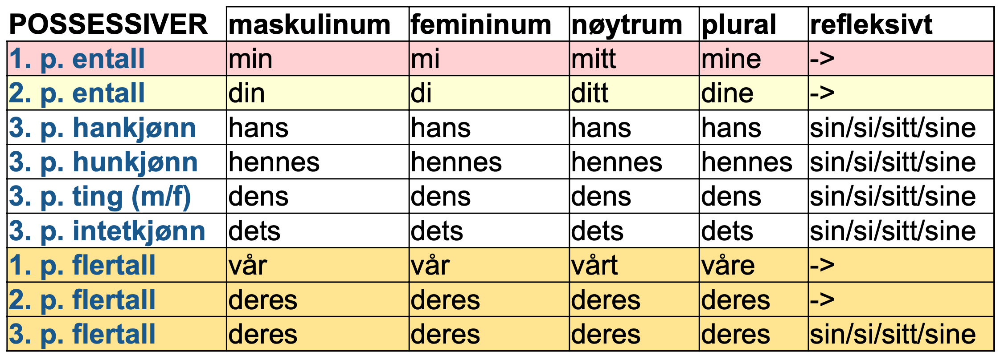 POSSESSIVER maskulinum femininum nøytrum plural refleksivt
1. p. entall min mi mitt mine ->
2. p. entall din di ditt dine ->
3. p. hankjønn hans hans hans hans sin/si/sitt/sine
3. p. hunkjønn hennes hennes hennes hennes sin/si/sitt/sine
3. p. ting (m/f) dens dens dens dens sin/si/sitt/sine
3. p. intetkjønn dets dets dets dets sin/si/sitt/sine
1. p. flertall vår vår vårt våre ->
2. p. flertall deres deres deres deres ->
3. p. flertall deres deres deres deres sin/si/sitt/sine